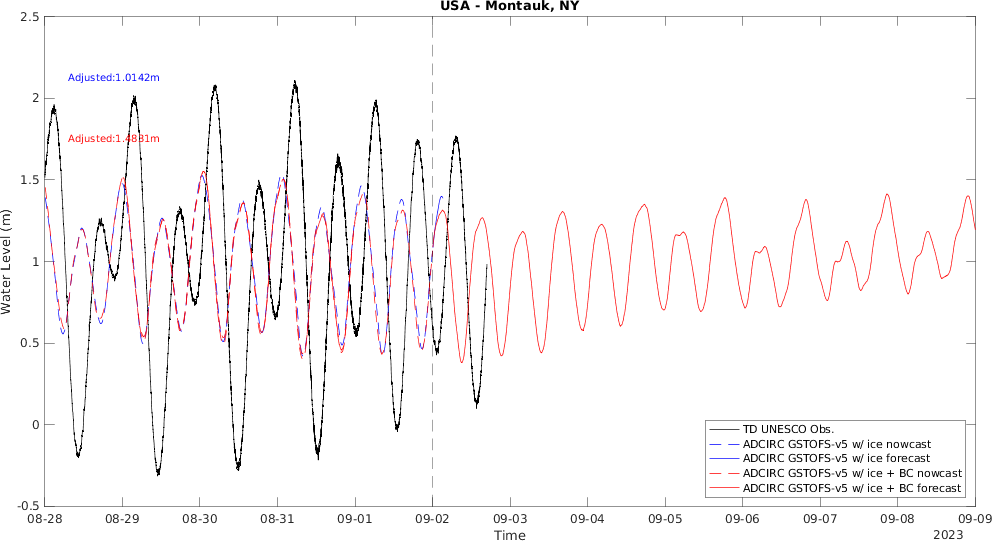 USA - Montauk, NY
Water Level (m)
2.5
2
1.5
1
0.5
0
-0.5
Adjusted:1.0142m
Adjusted:1.4831m
TD UNESCO Obs.
ADCIRC GSTOFS-v5 w/ ice nowcast
ADCIRC GSTOFS-v5 w/ ice forecast
ADCIRC GSTOFS-v5 w/ ice + BC nowcast
ADCIRC GSTOFS-v5 w/ ice + BC forecast
08-28 08-29 08-30 08-31 09-01 09-02 09-03 09-04 09-05 09-06 09-07 09-08 09-09
Time
2023